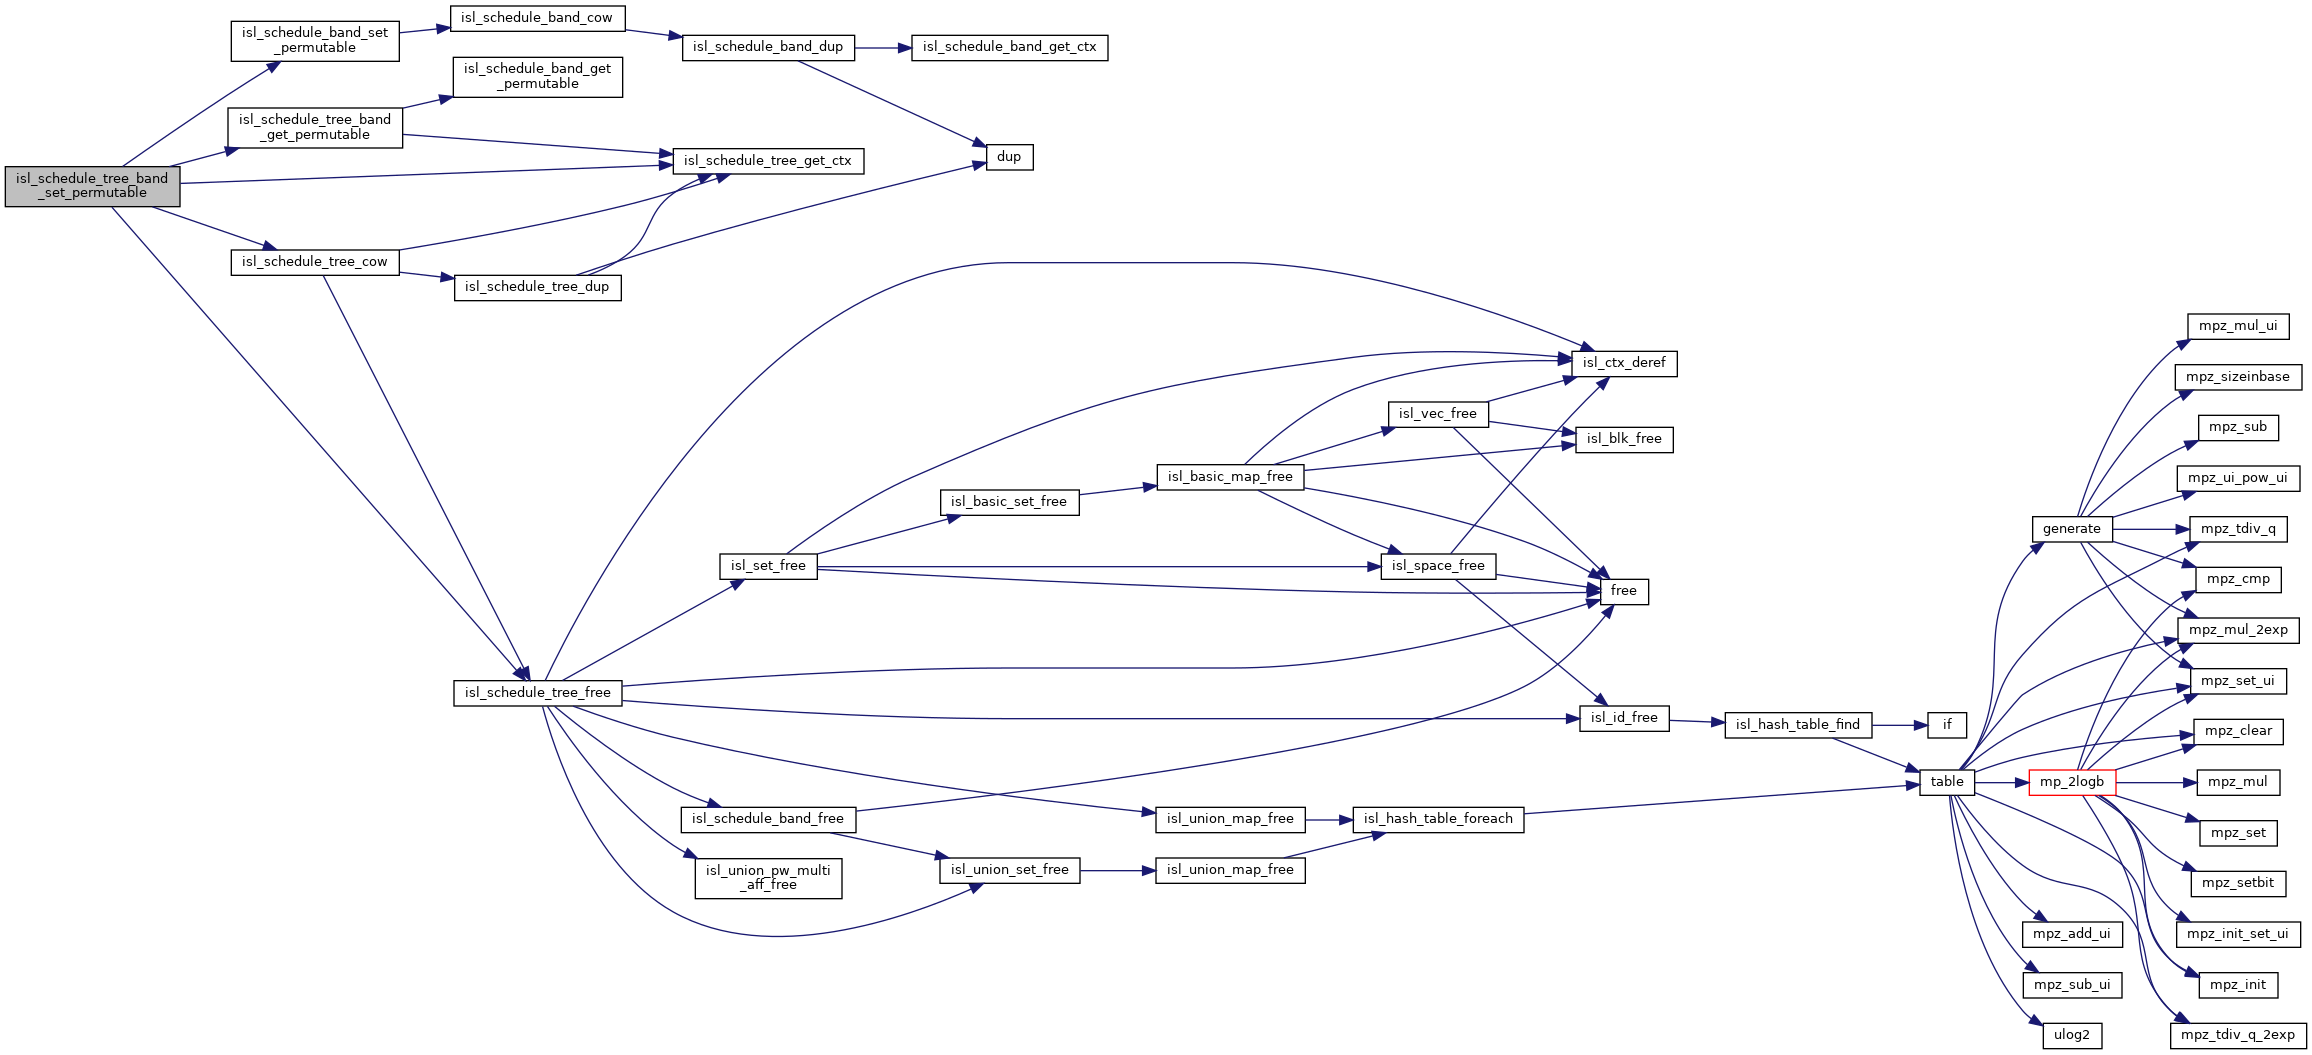 isl_schedule_tree_band
_set_permutable
isl_schedule_band_set
_permutable
isl_schedule_tree_band
_get_permutable
isl_schedule_tree_cow
isl_schedule_band_cow
isl_schedule_band_get
_permutable
isl_schedule_tree_dup
isl_schedule_tree_free
isl_schedule_band_dup
isl_schedule_tree_get_ctx
isl_set_free
isl_schedule_band_free
isl_union_pw_multi
_aff_free
isl_schedule_band_get_ctx
dup
isl_basic_set_free
isl_union_set_free
isl_basic_map_free
isl_union_map_free
isl_union_map_free
isl_vec_free
isl_space_free
isl_hash_table_foreach
isl_ctx_deref
isl_blk_free
free
isl_id_free
isl_hash_table_find
if
table
generate
mp_2logb
mpz_add_ui
mpz_sub_ui
ulog2
mpz_mul_ui
mpz_sizeinbase
mpz_sub
mpz_ui_pow_ui
mpz_tdiv_q
mpz_cmp
mpz_mul_2exp
mpz_set_ui
mpz_clear
mpz_mul
mpz_set
mpz_setbit
mpz_init_set_ui
mpz_init
mpz_tdiv_q_2exp